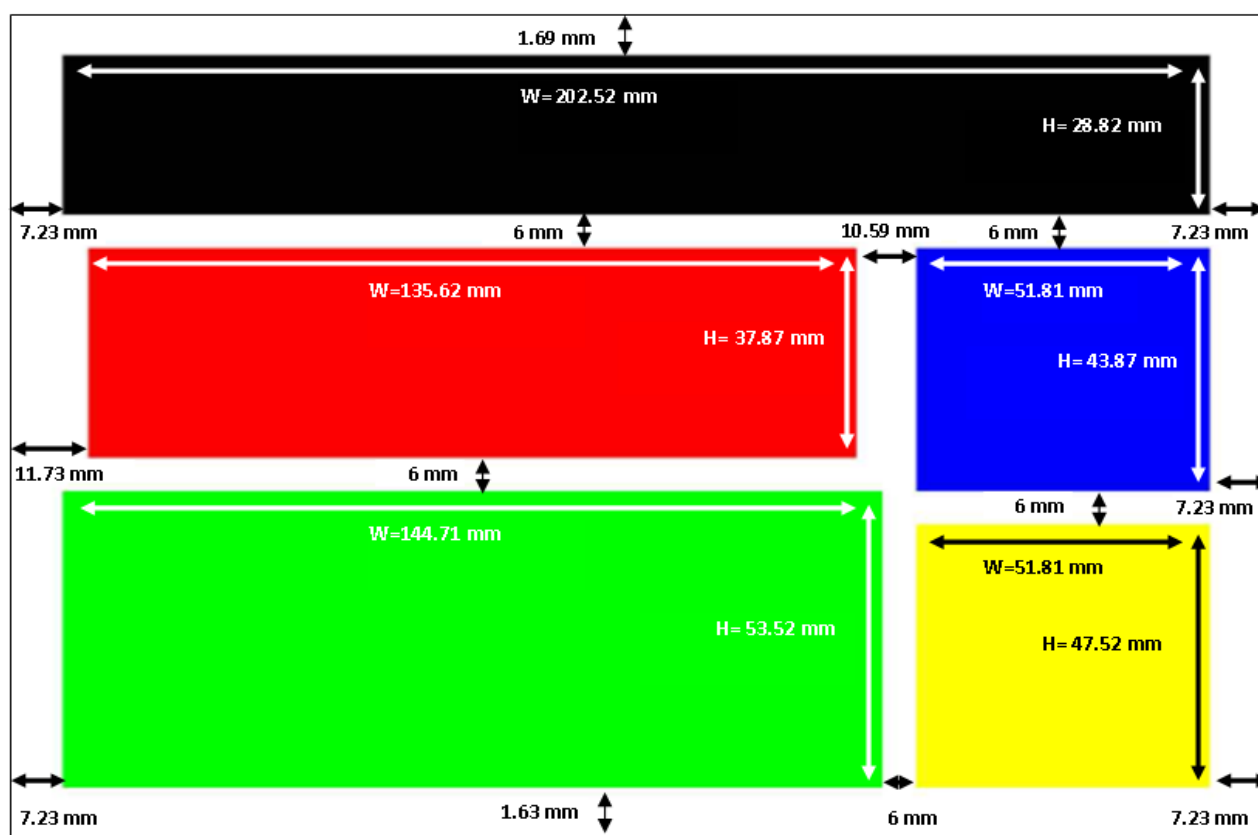 1.69 mm
W=202.52 mm
H= 28.82 mm
7.23 mm
6 mm
10.59 mm
6 mm
7.23 mm
W=135.62 mm
W=51.81 mm
H= 37.87 mm
H= 43.87 mm
11.73 mm
6 mm
6 mm
7.23 mm
W=144.71 mm
W=51.81 mm
H= 53.52 mm
H= 47.52 mm
7.23 mm
1.63 mm
6 mm
7.23 mm